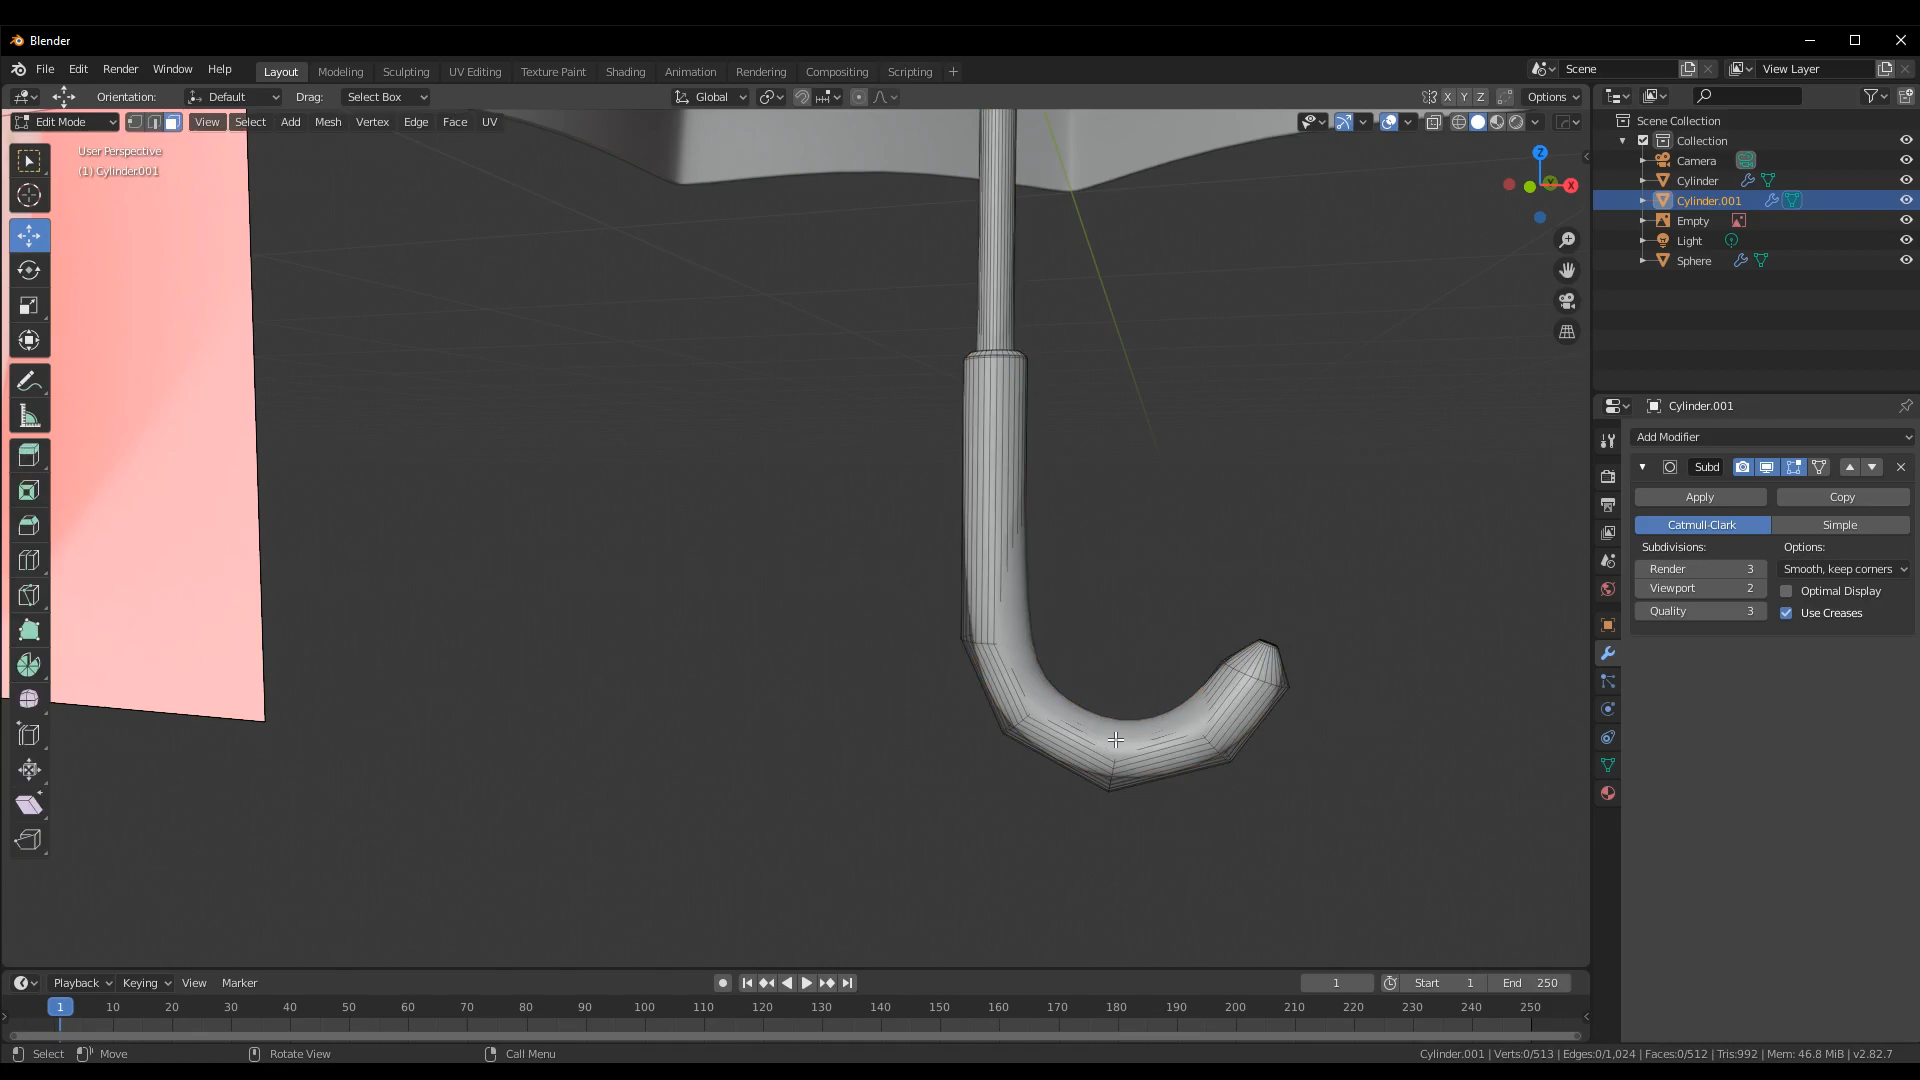 Blender
File Edit Render Window Help Layout Modeling Sculpting UV Editing Texture Paint Shading Animation Rendering Compositing Scripting + Scene View Layer
Orientation: Default Drag: Select Box Global X Y Z Options
Edit Mode View Select Add Mesh Vertex Edge Face UV
User Perspective
(1) Cylinder.001
Z
X
Y
Scene Collection
Collection
Camera
Cylinder
Cylinder.001
Empty
Light
Sphere
Cylinder.001
Add Modifier
Subd
Apply Copy
Catmull-Clark Simple
Subdivisions: Options:
Render 3 Smooth, keep corners
Viewport 2 Optimal Display
Quality 3 Use Creases
Playback Keying View Marker 1 Start 1 End 250
1 10 20 30 40 50 60 70 80 90 100 110 120 130 140 150 160 170 180 190 200 210 220 230 240 250
Select Move Rotate View Call Menu Cylinder.001 | Verts:0/513 | Edges:0/1,024 | Faces:0/512 | Tris:992 | Mem: 46.8 MiB | v2.82.7